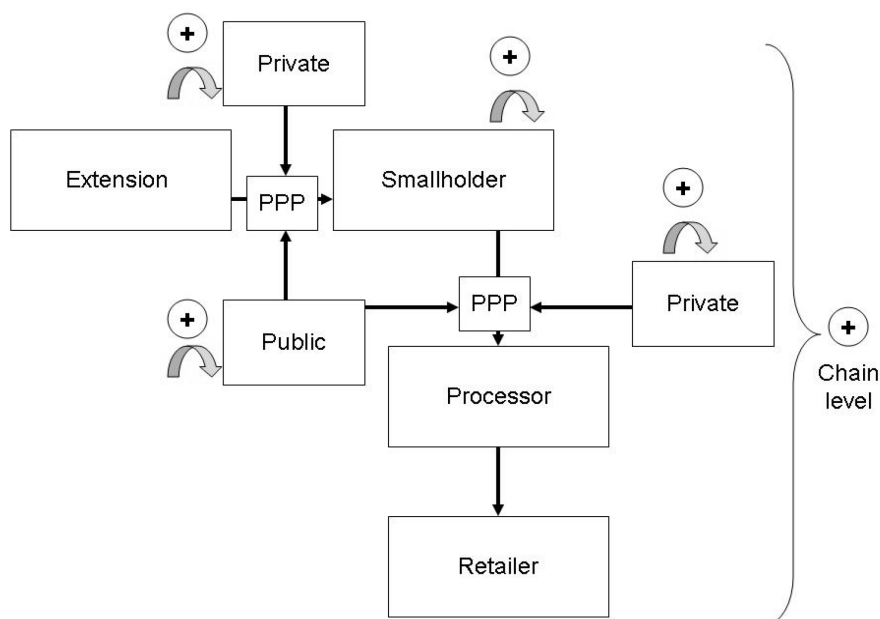 +
Private
+
Extension
PPP
Smallholder
+
Private
+
Public
PPP
Processor
Retailer
+
Chain
level